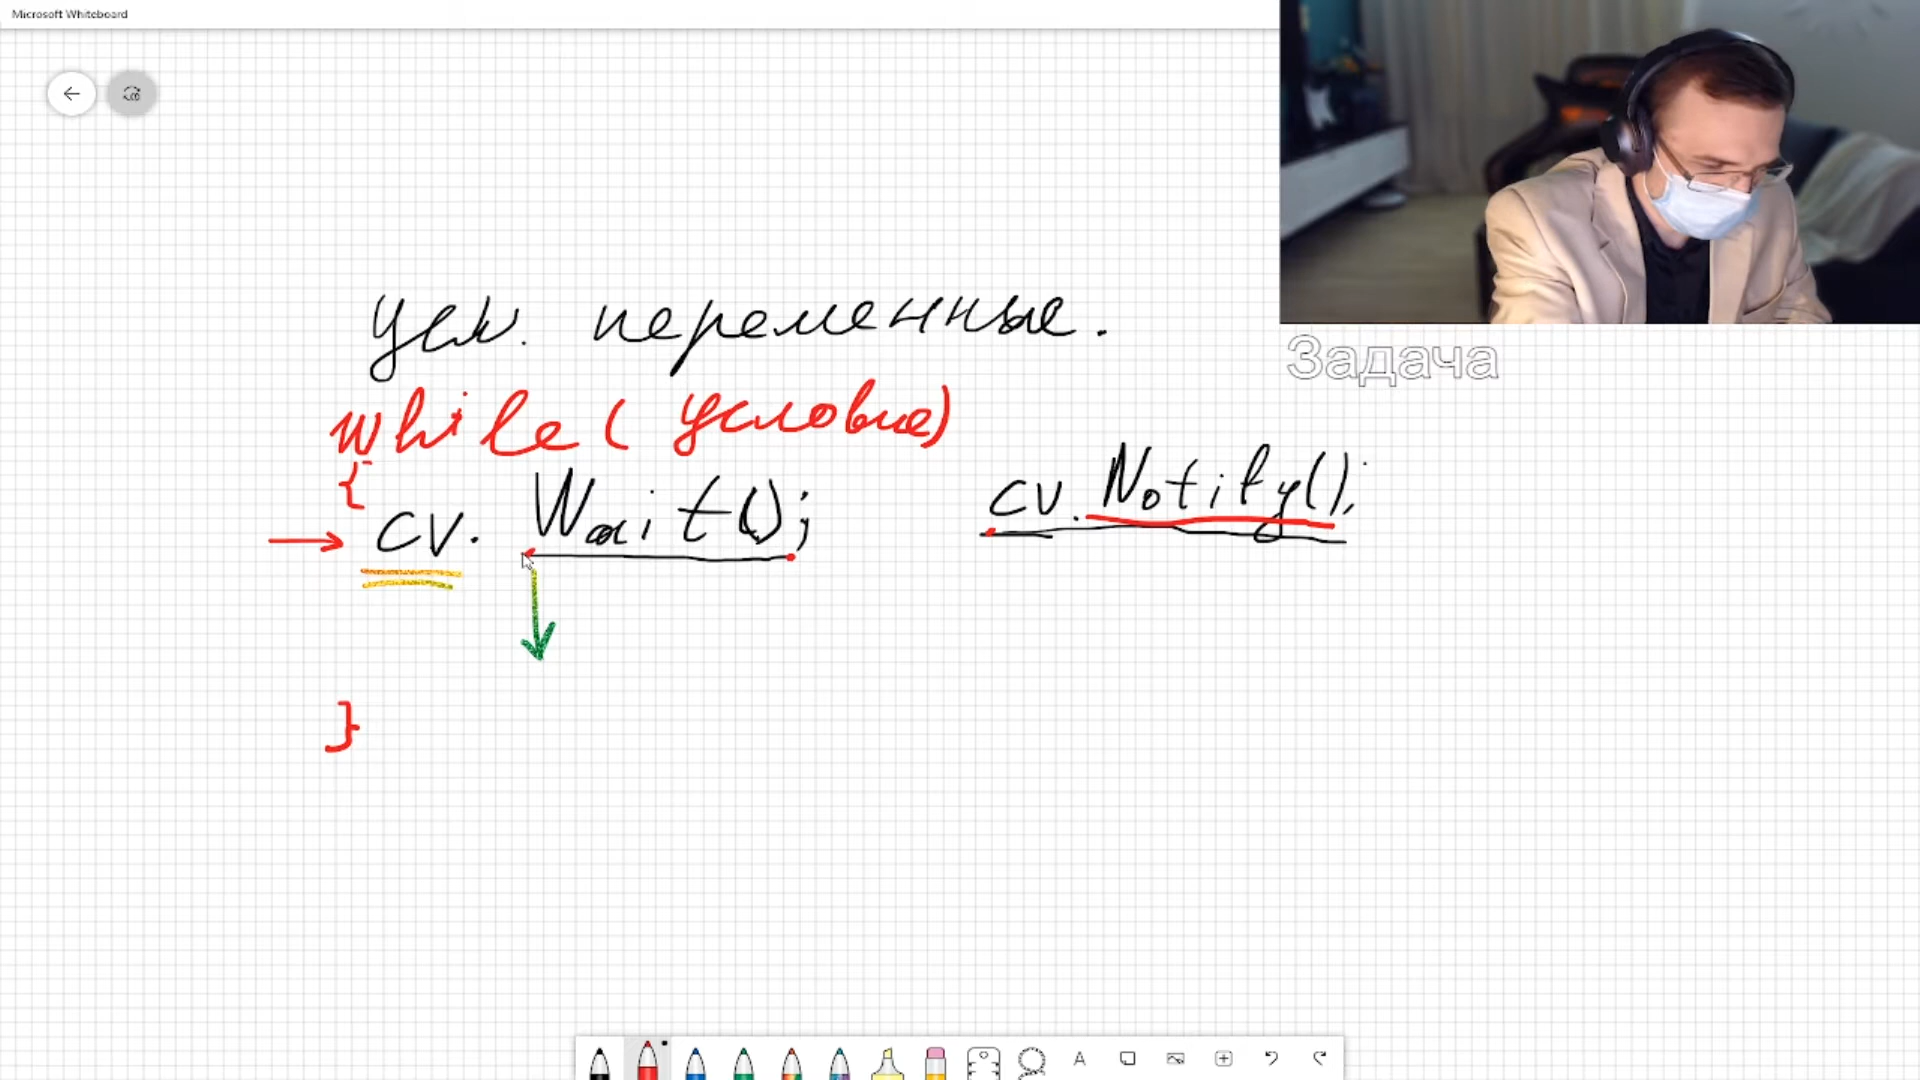 Microsoft Whiteboard
Задача
усл. переменные.
while ( условие)
{
cv. Wait();
cv. Notify();
}
A